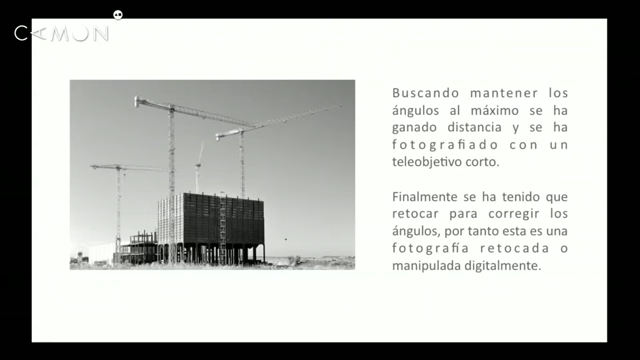 CAMON
Buscando mantener los
ángulos al máximo se ha
ganado distancia y se ha
fotografiado con un
teleobjetivo corto.
Finalmente se ha tenido que
retocar para corregir los
ángulos, por tanto esta es una
fotografía retocada o
manipulada digitalmente.